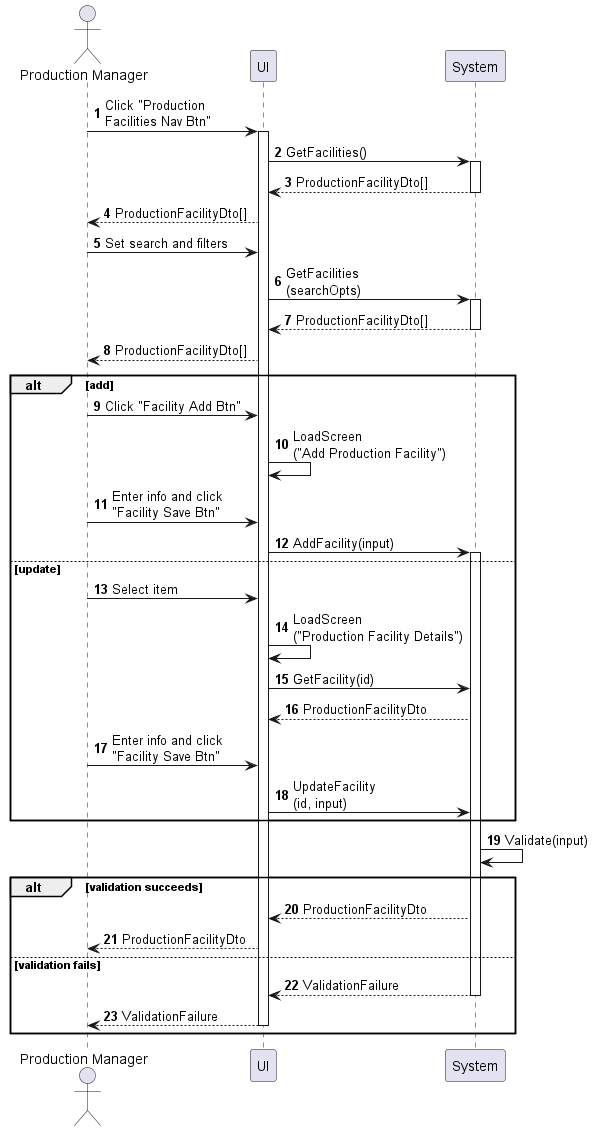 Production Manager
UI
System
1 Click "Production
Facilities Nav Btn"
2 GetFacilities()
3 ProductionFacilityDto[]
4 ProductionFacilityDto[]
5 Set search and filters
6 GetFacilities
(searchOpts)
7 ProductionFacilityDto[]
8 ProductionFacilityDto[]
alt [add]
9 Click "Facility Add Btn"
10 LoadScreen
("Add Production Facility")
11 Enter info and click
"Facility Save Btn"
12 AddFacility(input)
[update]
13 Select item
14 LoadScreen
("Production Facility Details")
15 GetFacility(id)
16 ProductionFacilityDto
17 Enter info and click
"Facility Save Btn"
18 UpdateFacility
(id, input)
19 Validate(input)
alt [validation succeeds]
20 ProductionFacilityDto
21 ProductionFacilityDto
[validation fails]
22 ValidationFailure
23 ValidationFailure
Production Manager
UI
System